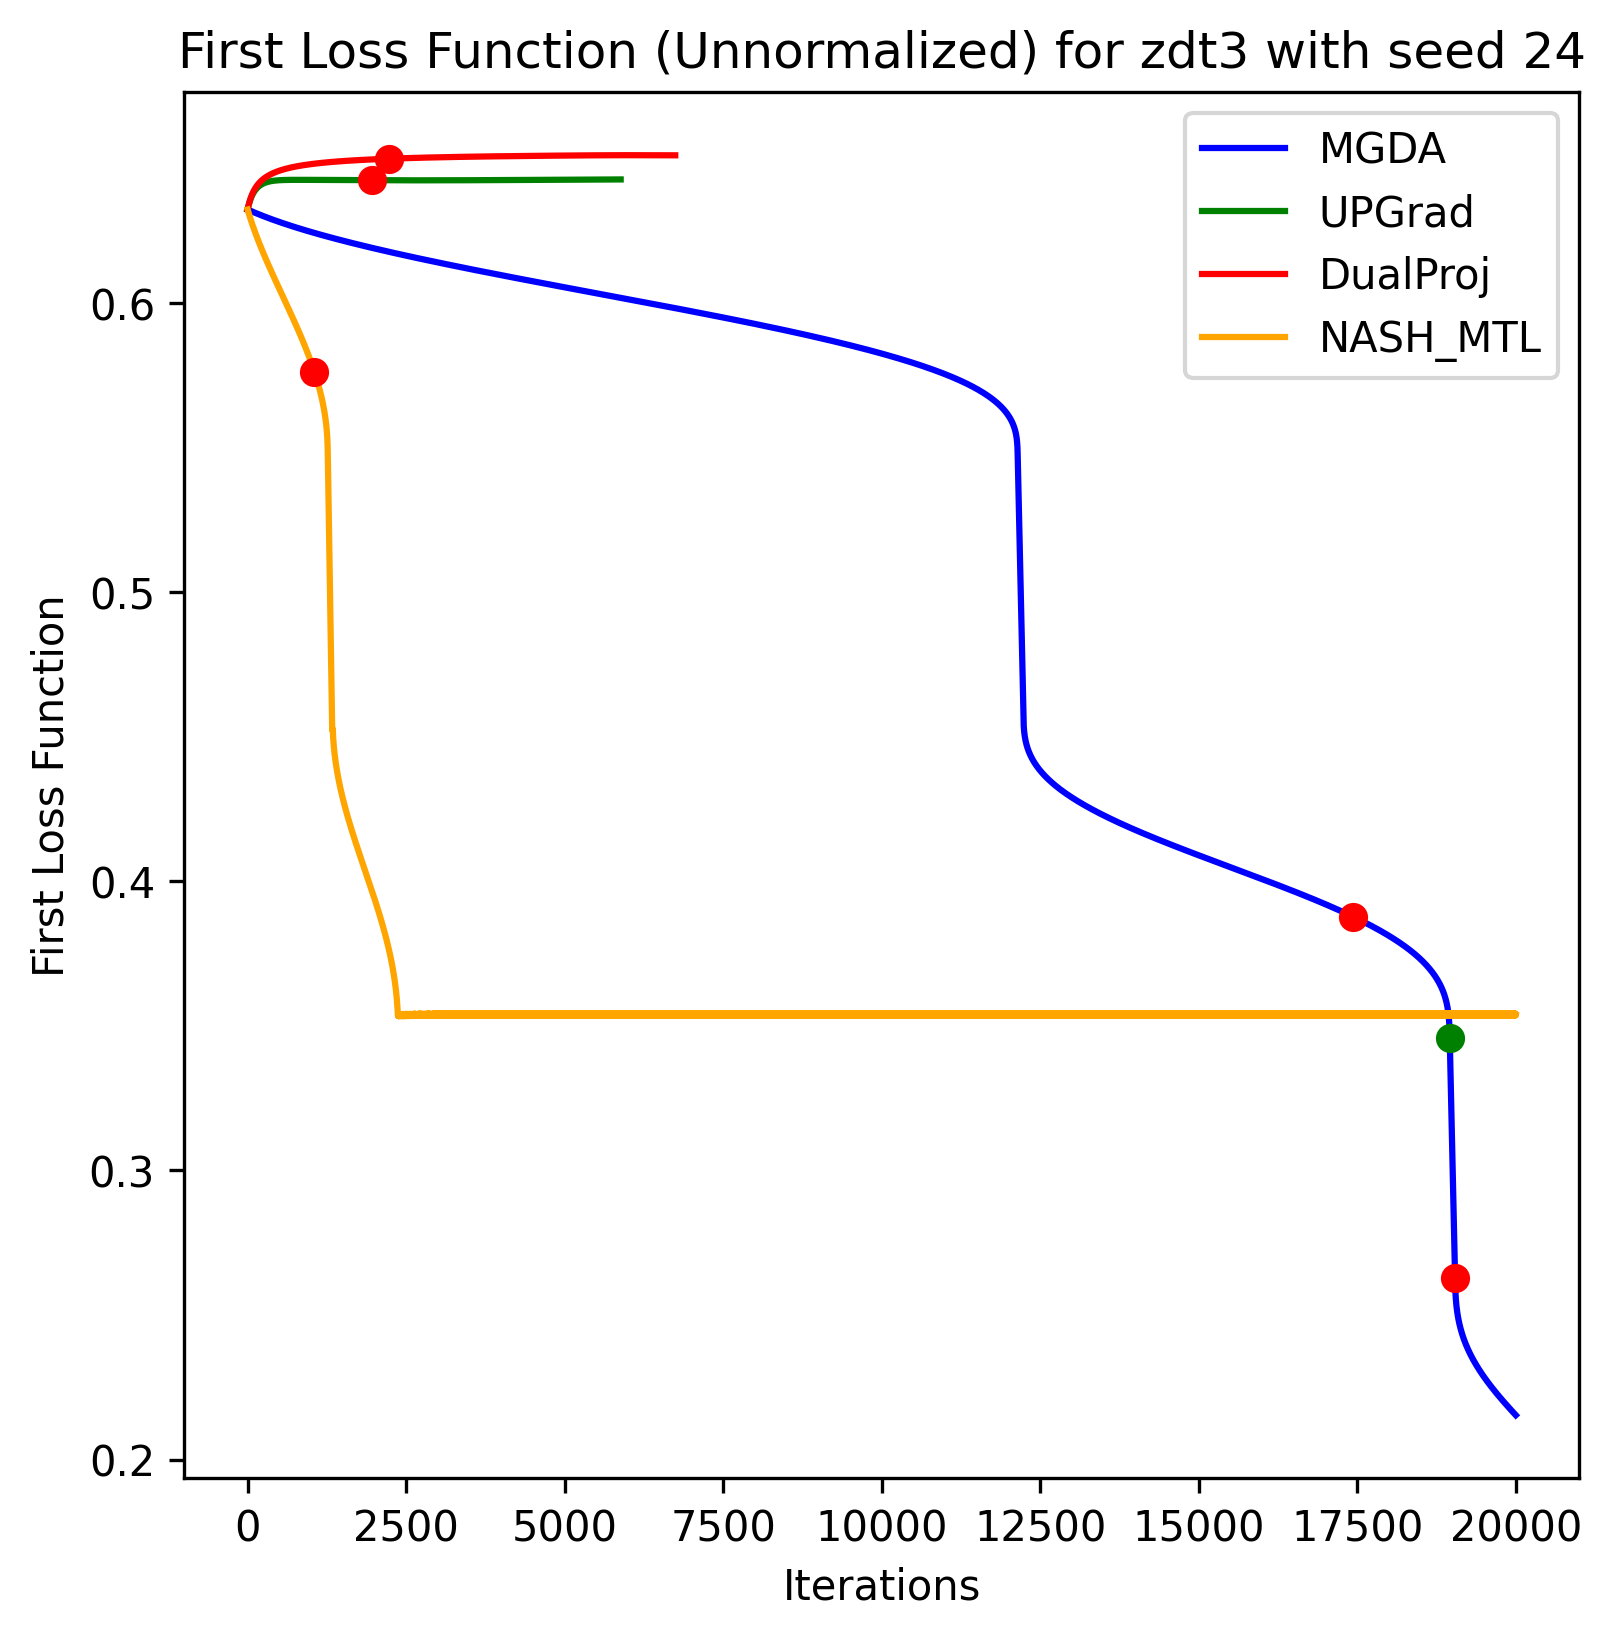 First Loss Function (Unnormalized) for zdt3 with seed 24
MGDA
UPGrad
DualProj
NASH_MTL
First Loss Function
0.6
0.5
0.4
0.3
0.2
0 2500 5000 7500 10000 12500 15000 17500 20000
Iterations